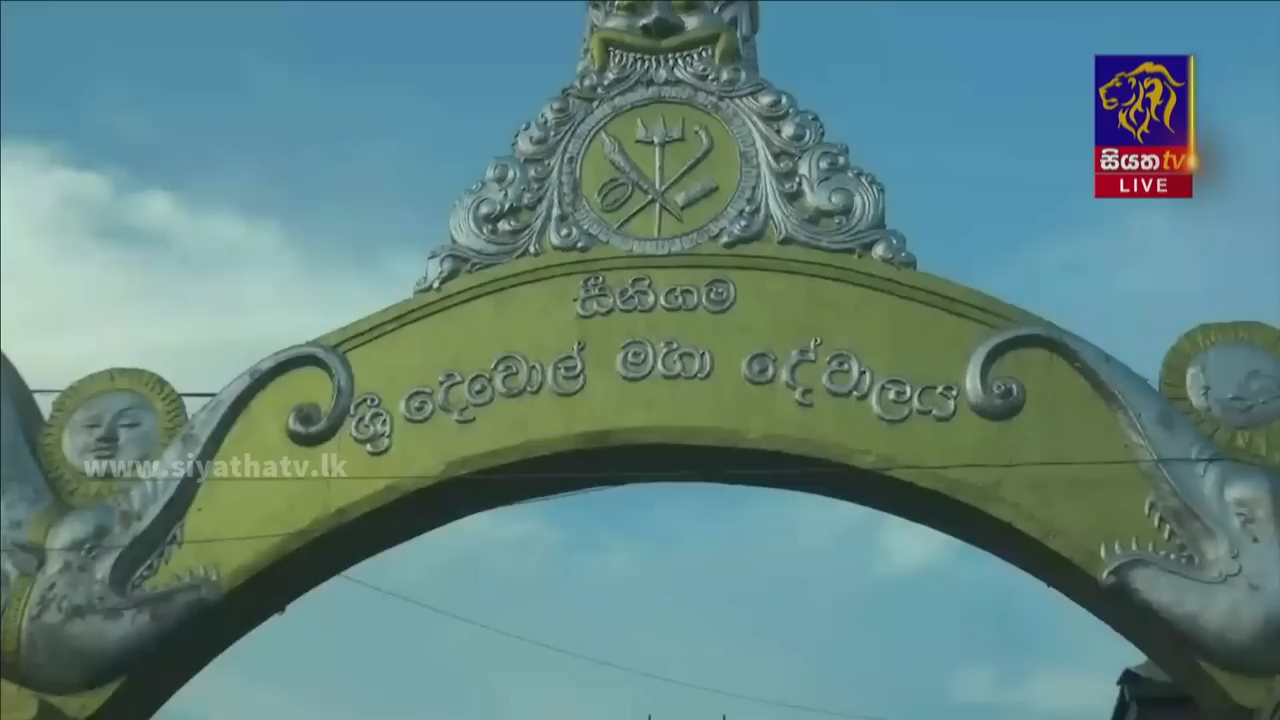 සියත tv
LIVE
සීනිගම
ශ්‍රී දෙවොල් මහා දේවාලය
www.siyathatv.lk